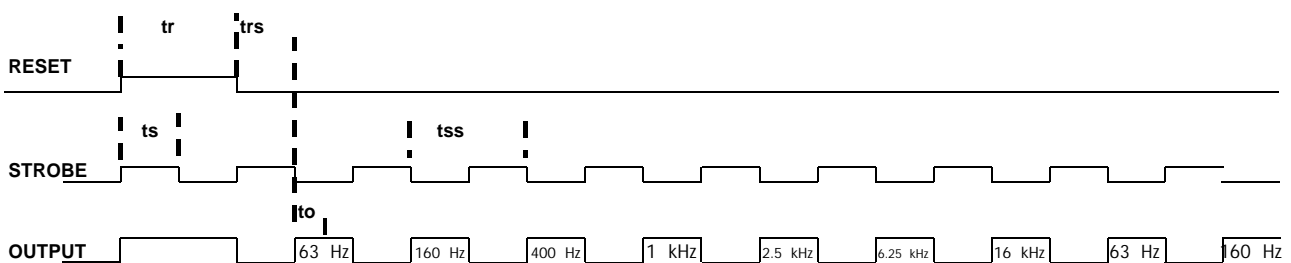 tr trs
RESET
ts tss
STROBE
to
OUTPUT 63 Hz 160 Hz 400 Hz 1 kHz 2.5 kHz 6.25 kHz 16 kHz 63 Hz 160 Hz